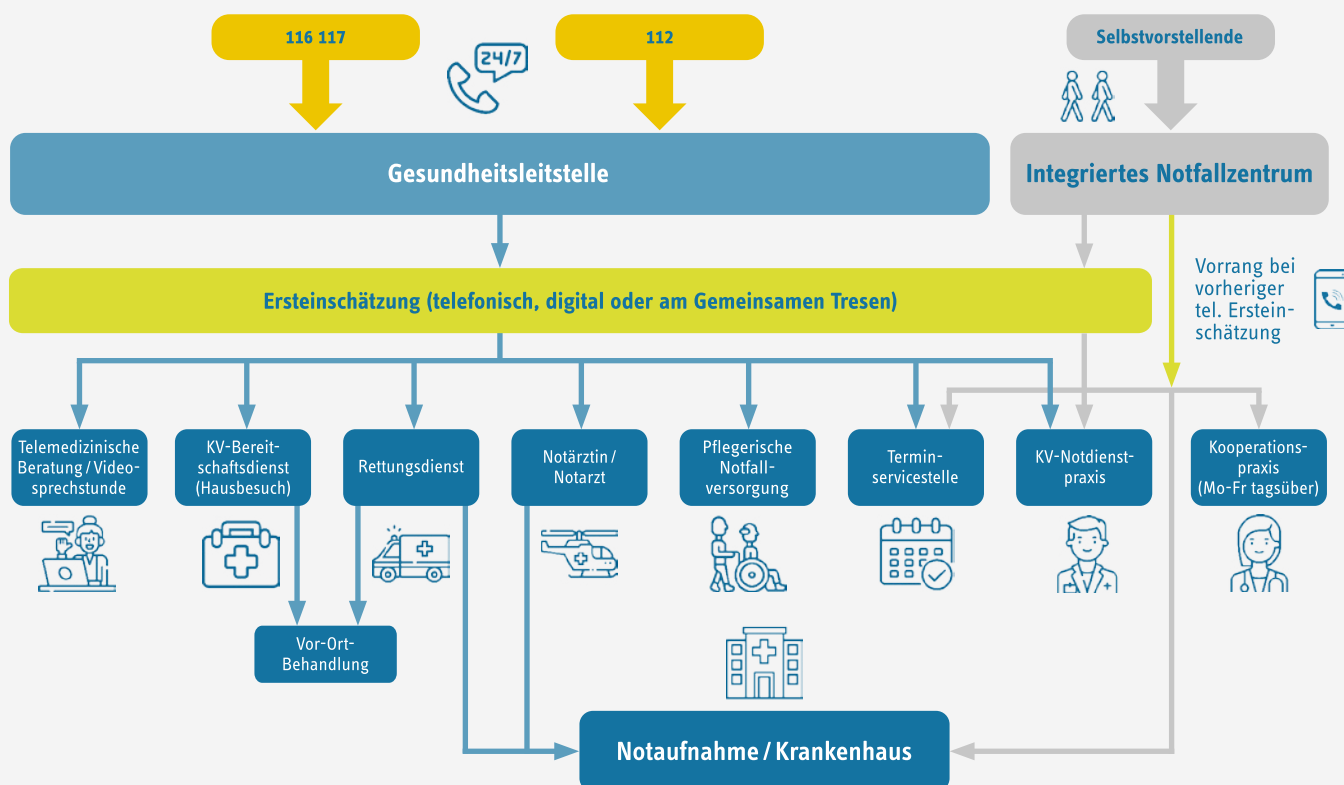 116 117
24/7
112
Selbstvorstellende
Gesundheitsleitstelle
Integriertes Notfallzentrum
Ersteinschätzung (telefonisch, digital oder am Gemeinsamen Tresen)
Vorrang bei
vorheriger
tel. Erstein-
schätzung
Telemedizinische
Beratung / Video-
sprechstunde
KV-Bereit-
schaftsdienst
(Hausbesuch)
Rettungsdienst
Notärztin /
Notarzt
Pflegerische
Notfall-
versorgung
Termin-
servicestelle
KV-Notdienst-
praxis
Kooperations-
praxis
(Mo-Fr tagsüber)
Vor-Ort-
Behandlung
Notaufnahme / Krankenhaus